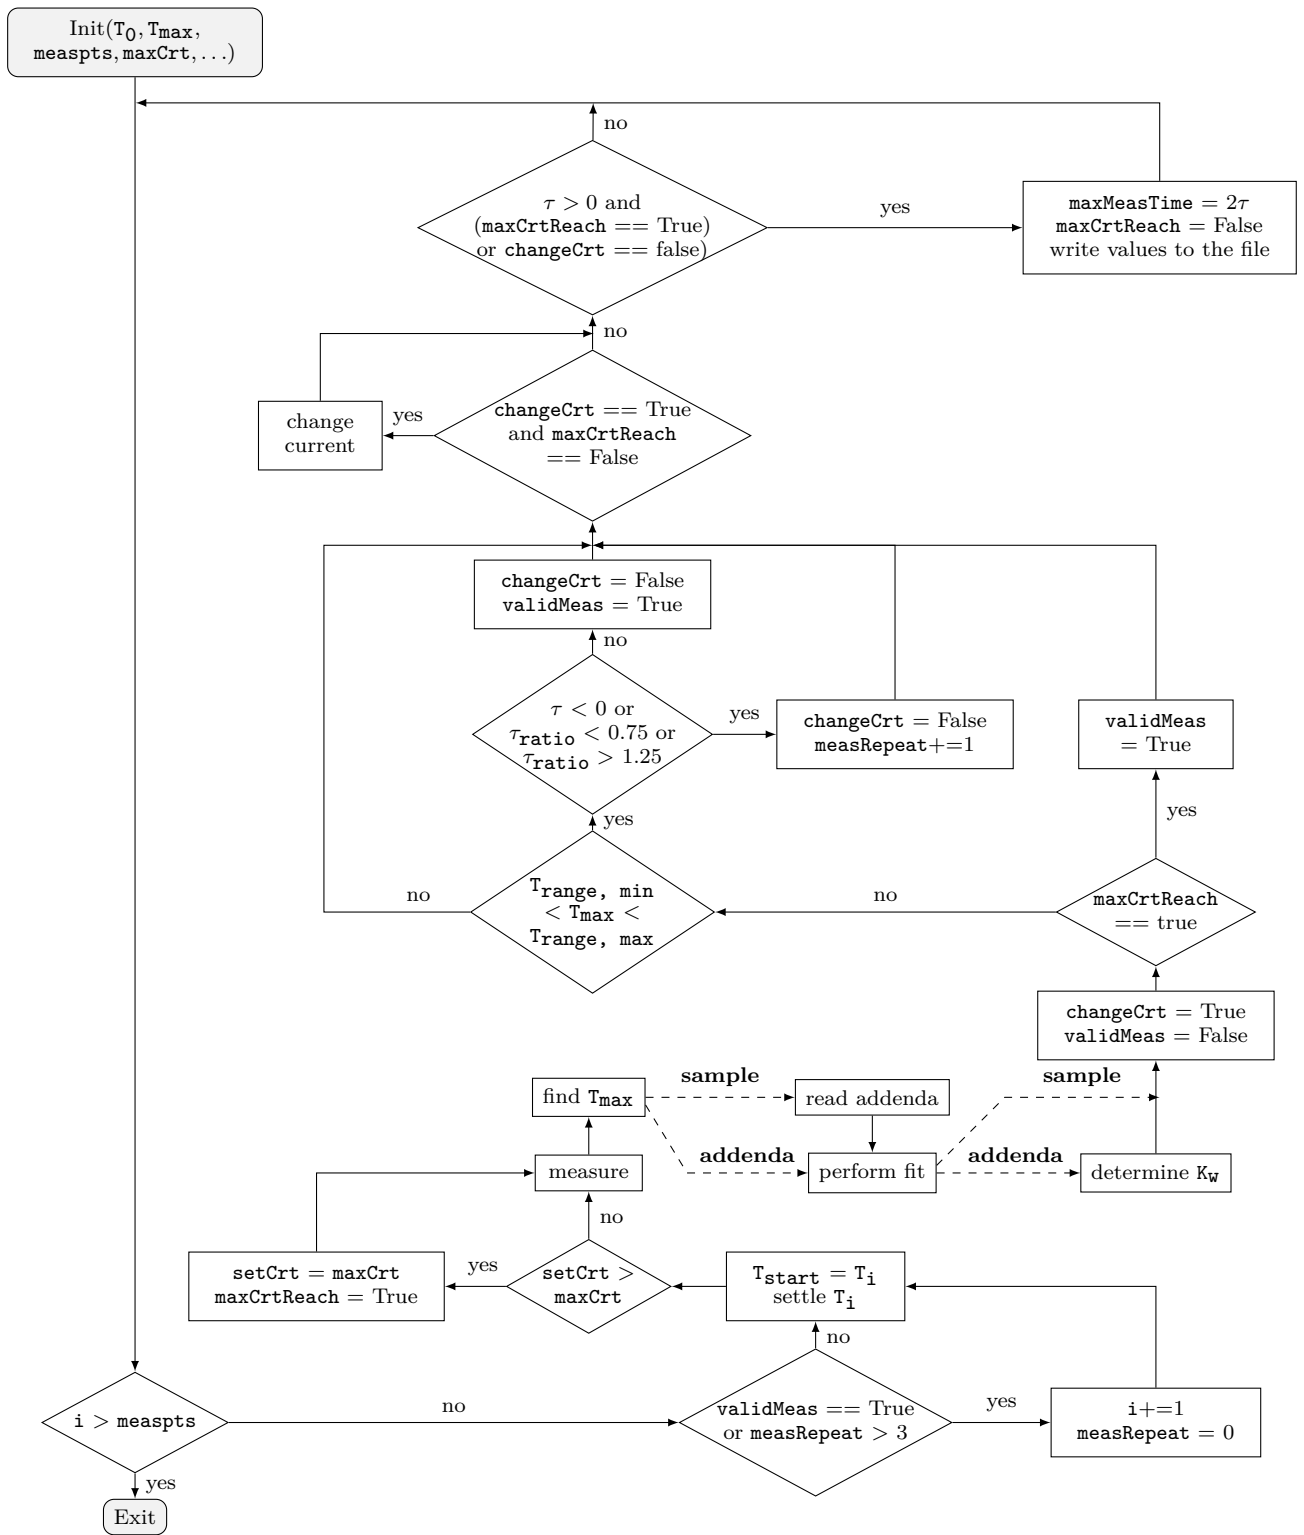 Init(T0, Tmax,
measpts, maxCrt, ...)
no
τ > 0 and
(maxCrtReach == True)
or changeCrt == false)
yes
maxMeasTime = 2τ
maxCrtReach = False
write values to the file
no
change
current
yes
changeCrt == True
and maxCrtReach
== False
changeCrt = False
validMeas = True
no
τ < 0 or
τratio < 0.75 or
τratio > 1.25
yes
changeCrt = False
measRepeat+=1
validMeas
= True
yes
yes
no
Trange, min
< Tmax <
Trange, max
no
maxCrtReach
== true
changeCrt = True
validMeas = False
find Tmax
sample
read addenda
sample
measure
addenda
perform fit
addenda
determine Kw
no
setCrt = maxCrt
maxCrtReach = True
yes
setCrt >
maxCrt
Tstart = Ti
settle Ti
no
i > measpts
no
validMeas == True
or measRepeat > 3
yes
i+=1
measRepeat = 0
yes
Exit